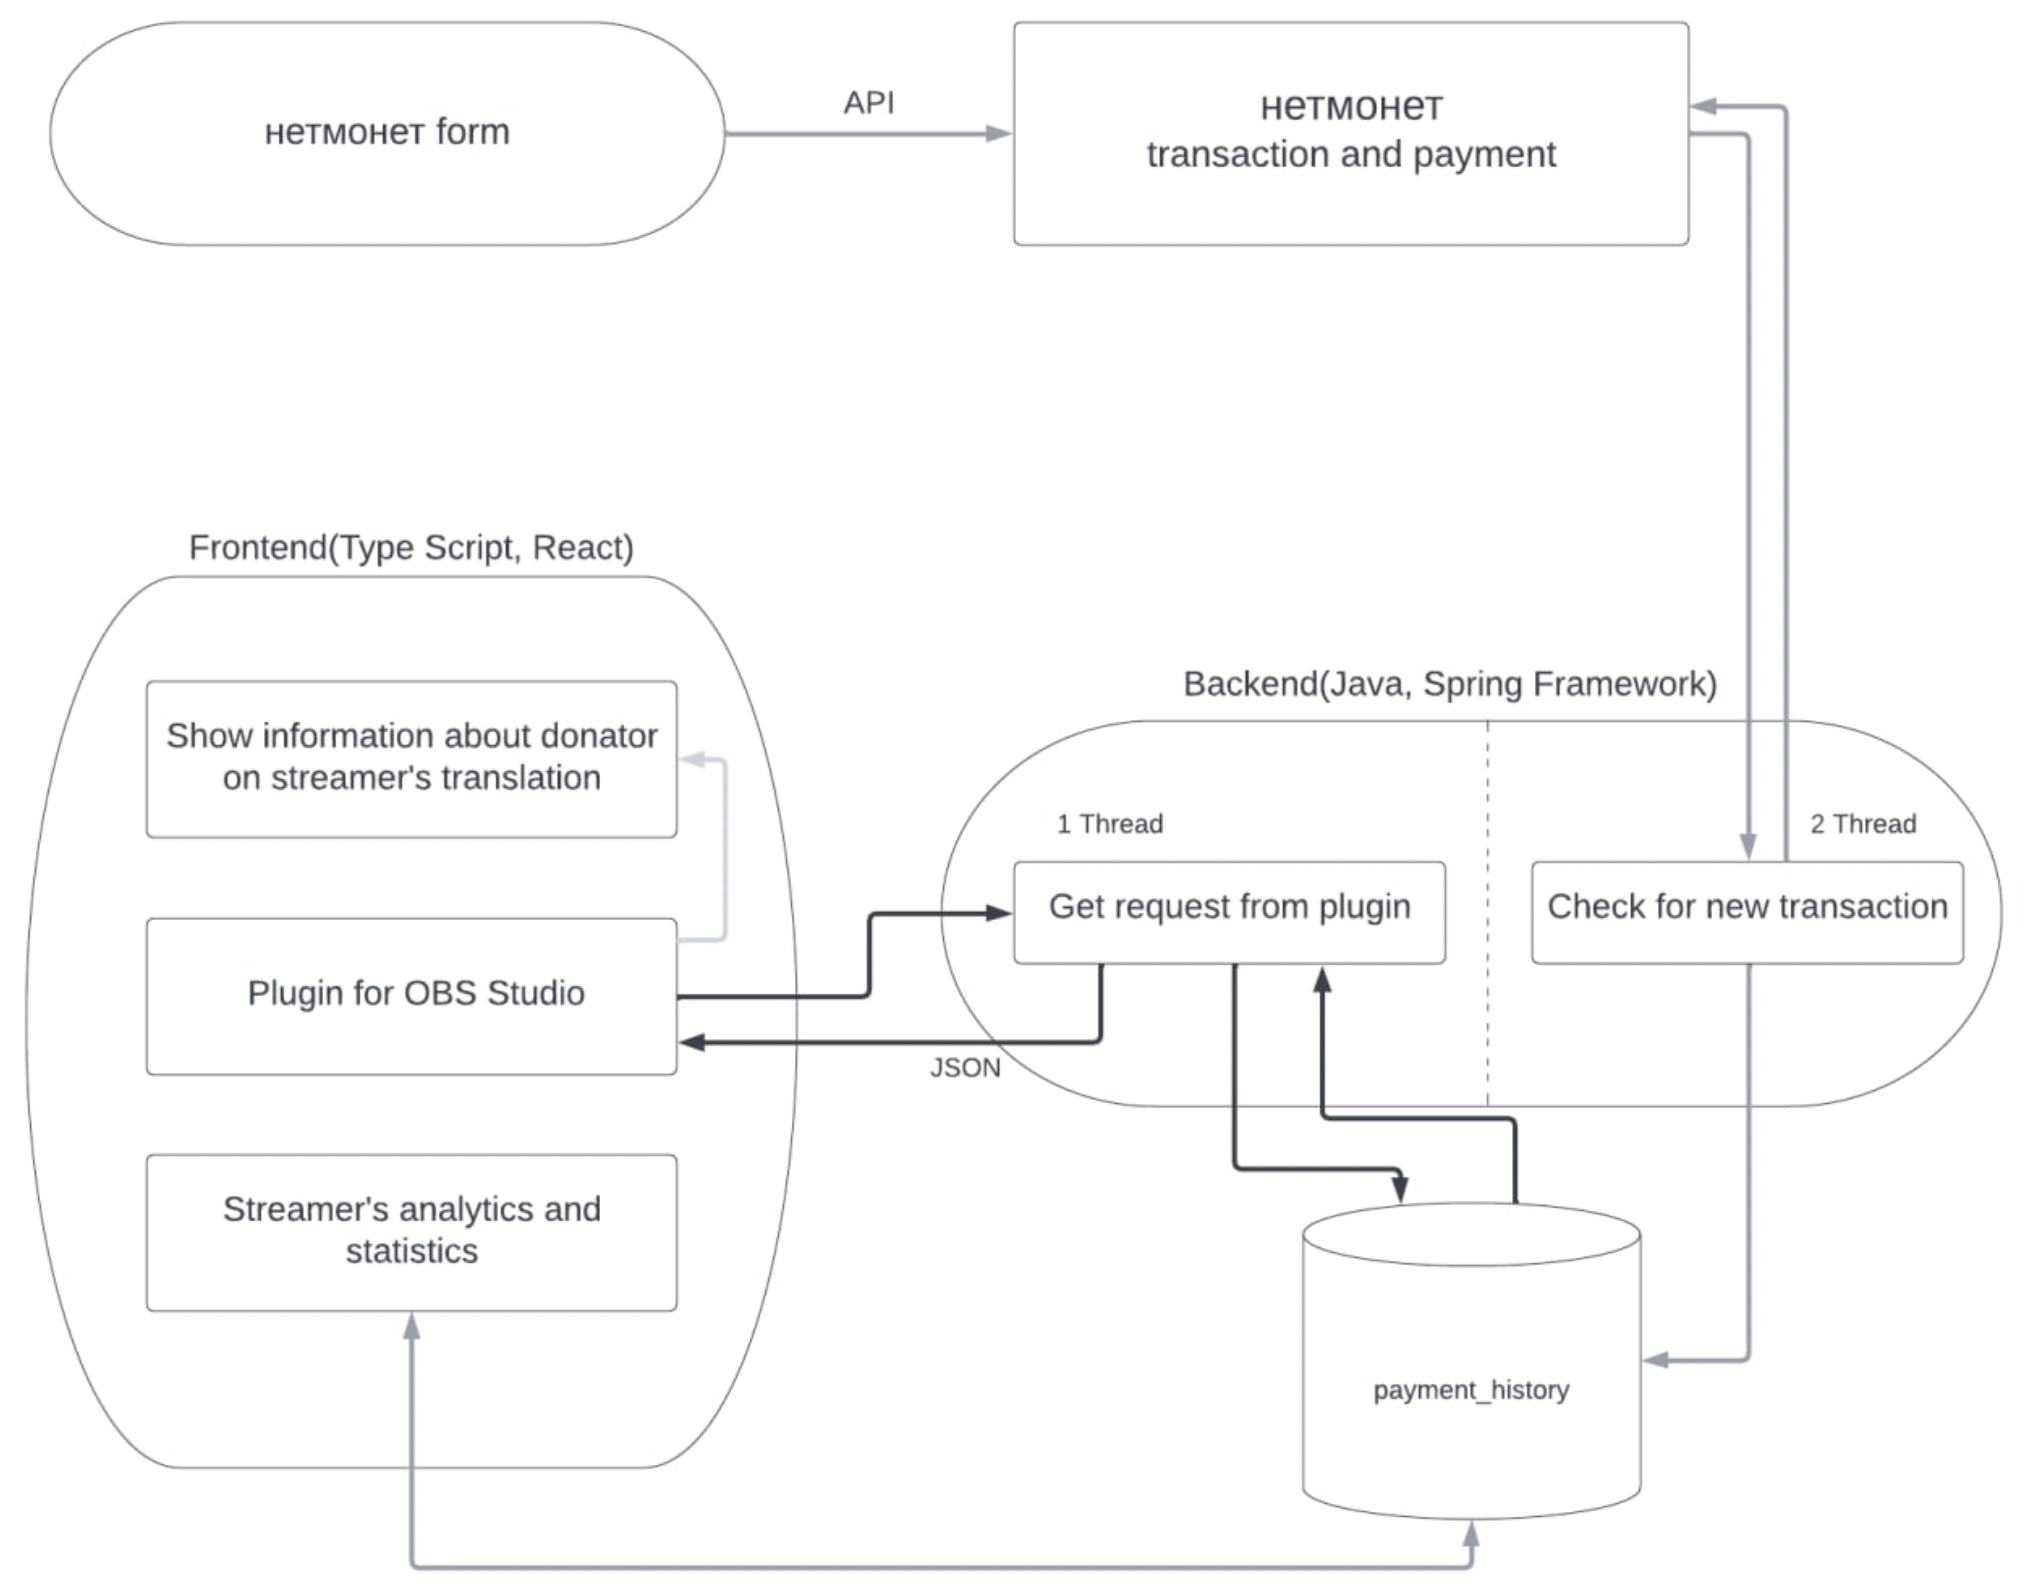 нетмонет form
API
нетмонет
transaction and payment
Frontend(Type Script, React)
Show information about donator
on streamer's translation
Plugin for OBS Studio
Streamer's analytics and
statistics
Backend(Java, Spring Framework)
1 Thread
2 Thread
Get request from plugin
Check for new transaction
JSON
payment_history